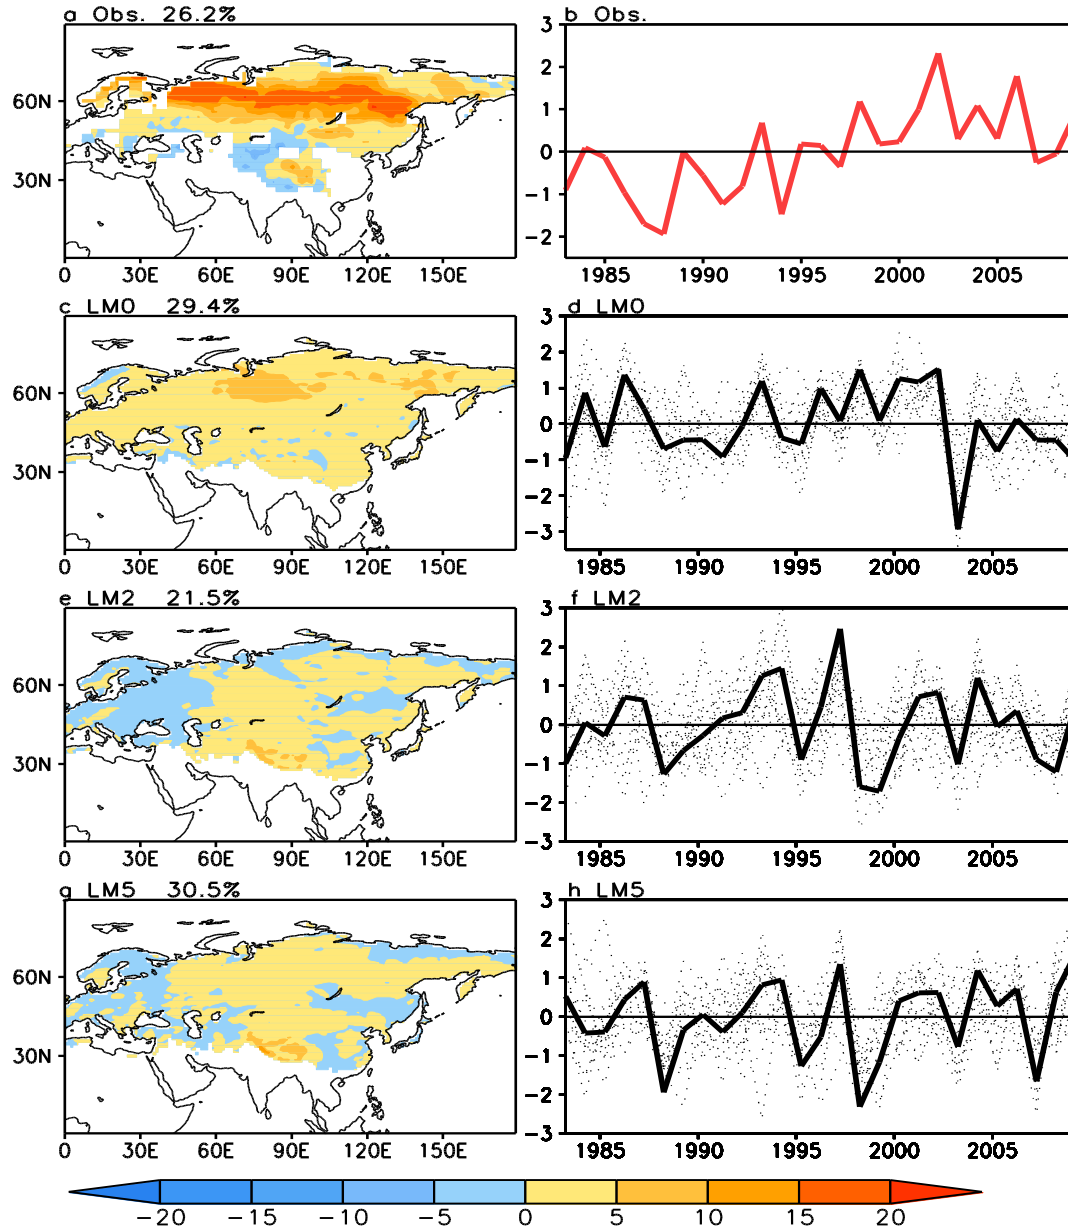 a Obs. 26.2%
60N
30N
0 30E 60E 90E 120E 150E
b Obs.
3
2
1
0
−1
−2
1985 1990 1995 2000 2005
c LM0 29.4%
60N
30N
0 30E 60E 90E 120E 150E
d LM0
3
2
1
0
−1
−2
−3
1985 1990 1995 2000 2005
e LM2 21.5%
60N
30N
0 30E 60E 90E 120E 150E
f LM2
3
2
1
0
−1
−2
−3
1985 1990 1995 2000 2005
g LM5 30.5%
60N
30N
0 30E 60E 90E 120E 150E
h LM5
3
2
1
0
−1
−2
−3
1985 1990 1995 2000 2005
−20 −15 −10 −5 0 5 10 15 20